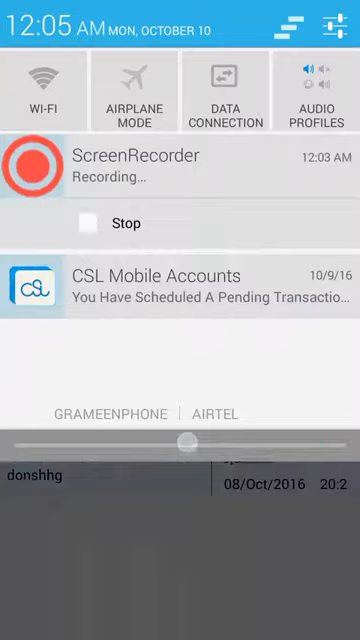 12:05 AM MON, OCTOBER 10
WI-FI
AIRPLANE MODE
DATA CONNECTION
AUDIO PROFILES
ScreenRecorder 12:03 AM
Recording...
Stop
CSL Mobile Accounts 10/9/16
CSL
You Have Scheduled A Pending Transactio...
GRAMEENPHONE | AIRTEL
donshhg
08/Oct/2016 20:2